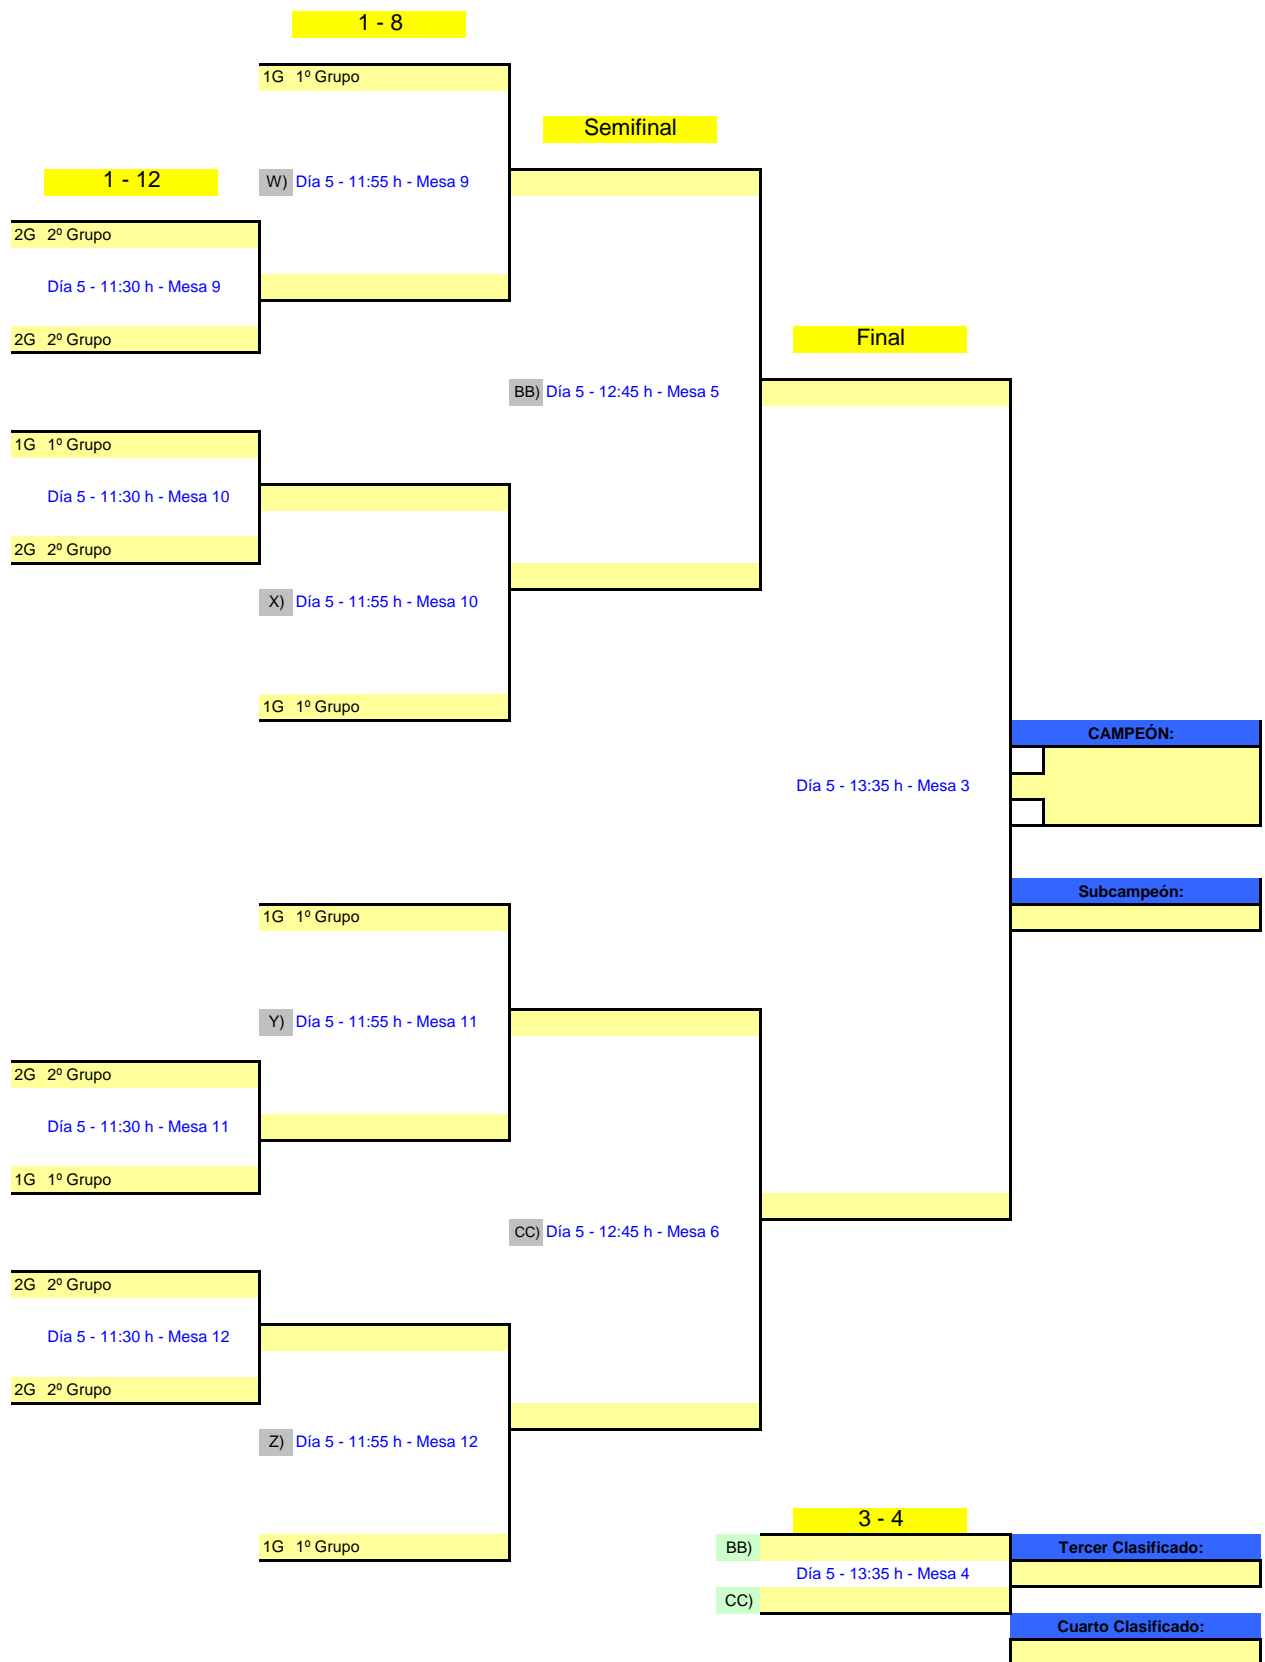 1 - 8
1G 1º Grupo
Semifinal
1 - 12
W) Día 5 - 11:55 h - Mesa 9
2G 2º Grupo
Día 5 - 11:30 h - Mesa 9
2G 2º Grupo
Final
BB) Día 5 - 12:45 h - Mesa 5
1G 1º Grupo
Día 5 - 11:30 h - Mesa 10
2G 2º Grupo
X) Día 5 - 11:55 h - Mesa 10
1G 1º Grupo
CAMPEÓN:
Día 5 - 13:35 h - Mesa 3
Subcampeón:
1G 1º Grupo
Y) Día 5 - 11:55 h - Mesa 11
2G 2º Grupo
Día 5 - 11:30 h - Mesa 11
1G 1º Grupo
CC) Día 5 - 12:45 h - Mesa 6
2G 2º Grupo
Día 5 - 11:30 h - Mesa 12
2G 2º Grupo
Z) Día 5 - 11:55 h - Mesa 12
3 - 4
1G 1º Grupo
BB)
Tercer Clasificado:
Día 5 - 13:35 h - Mesa 4
CC)
Cuarto Clasificado: